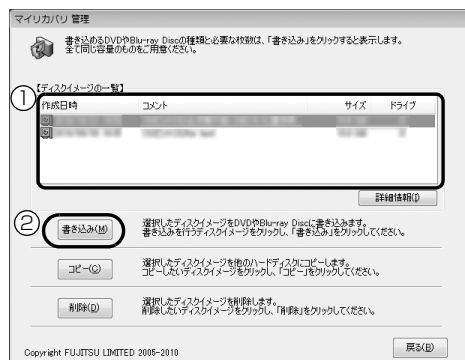 マイリカバリ 管理
書き込めるDVDやBlu-ray Discの種類と必要な枚数は、「書き込み」をクリックすると表示します。
全て同じ容量のものをご用意ください。
【ディスクイメージの一覧】
①
作成日時 コメント サイズ ドライブ
詳細情報(I)
②
書き込み(M)
選択したディスクイメージをDVDやBlu-ray Discに書き込みます。
書き込みを行うディスクイメージをクリックし、「書き込み」をクリックしてください。
コピー(C)
選択したディスクイメージを他のハードディスクにコピーします。
コピーしたいディスクイメージをクリックし、「コピー」をクリックしてください。
削除(D)
選択したディスクイメージを削除します。
削除したいディスクイメージをクリックし、「削除」をクリックしてください。
Copyright FUJITSU LIMITED 2005-2010
戻る(B)